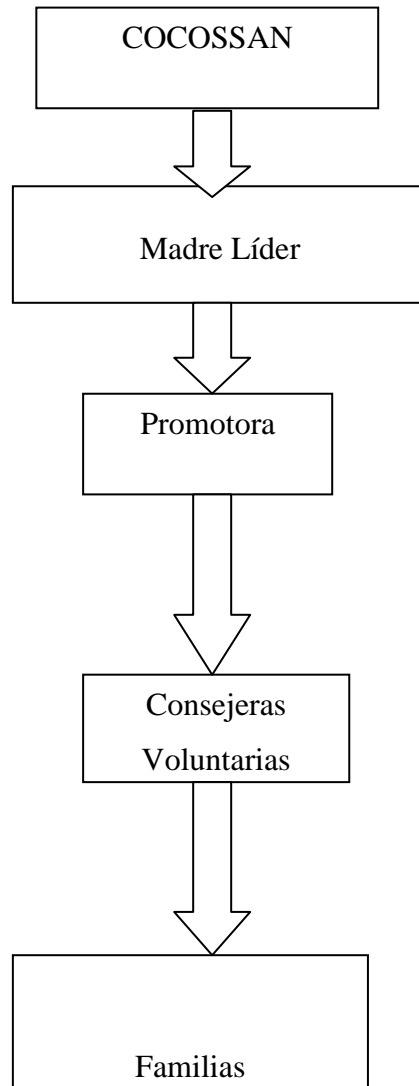 COCOSSAN
Madre Líder
Promotora
Consejeras
Voluntarias
Familias